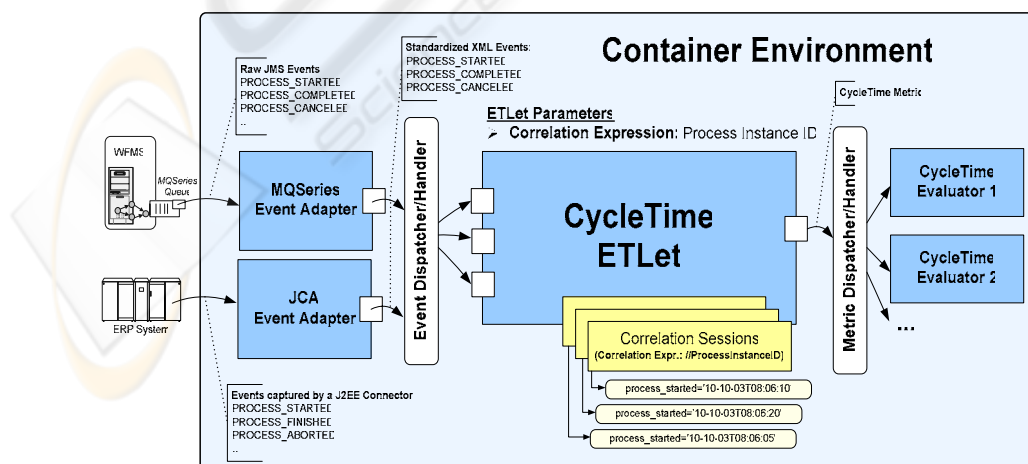 Container Environment
Standardized XML Events:
PROCESS_STARTED
PROCESS_COMPLETED
PROCESS_CANCELED
Raw JMS Events
PROCESS_STARTED
PROCESS_COMPLETED
PROCESS_CANCELED
..
CycleTime Metric
ETLet Parameters
➢ Correlation Expression: Process Instance ID
WFMS
MQSeries
Queue
MQSeries
Event Adapter
Event Dispatcher/Handler
CycleTime
ETLet
Metric Dispatcher/Handler
CycleTime
Evaluator 1
CycleTime
Evaluator 2
...
ERP System
JCA
Event Adapter
Correlation Sessions
(Correlation Expr.: //ProcessInstanceID)
process_started='10-10-03T08:06:10'
process_started='10-10-03T08:06:20'
process_started='10-10-03T08:06:05'
Events captured by a J2EE Connector
PROCESS_STARTED
PROCESS_FINISHED
PROCESS_ABORTED
..